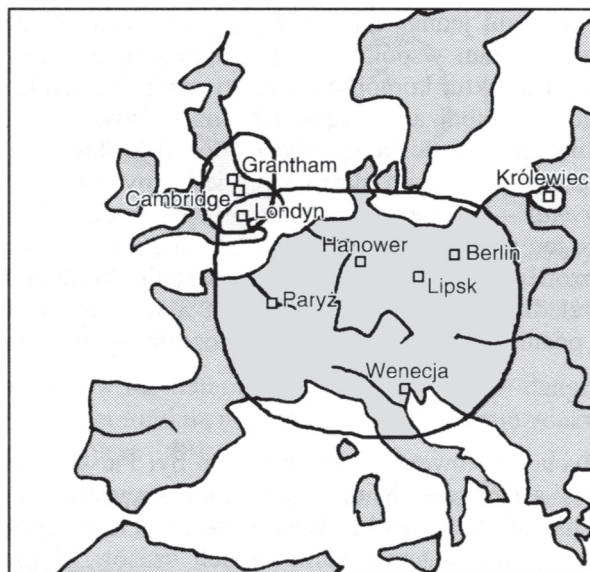 Grantham
Królewiec
Cambridge
Londyn
Hanower
Berlin
Lipsk
Paryż
Wenecja